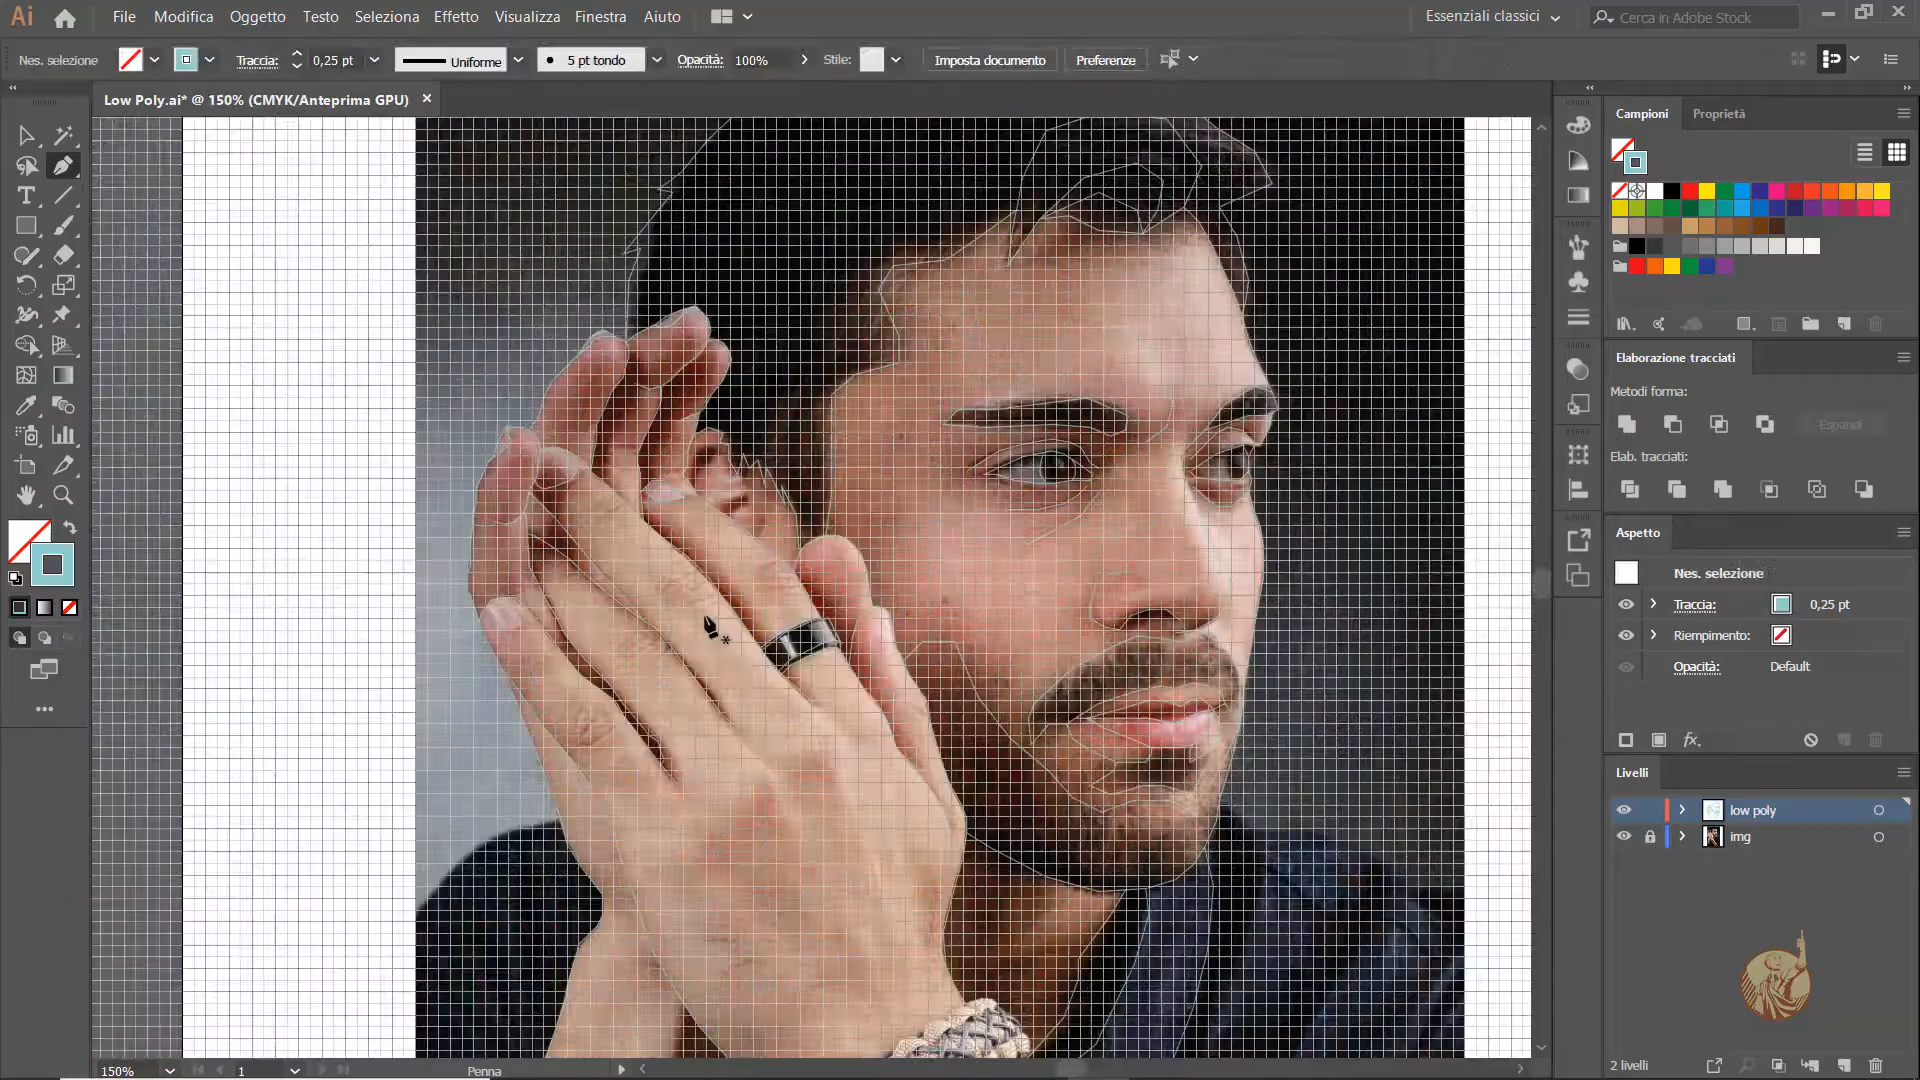 Ai File Modifica Oggetto Testo Seleziona Effetto Visualizza Finestra Aiuto Essenziali classici Cerca in Adobe Stock
Nes. selezione Traccia: 0,25 pt Uniforme 5 pt tondo Opacità: 100% Stile: Imposta documento Preferenze
Low Poly.ai* @ 150% (CMYK/Anteprima GPU)
Campioni Proprietà
Elaborazione tracciati
Metodi forma:
Espandi
Elab. tracciati:
Aspetto
Nes. selezione
Traccia: 0,25 pt
Riempimento:
Opacità: Default
fx
Livelli
low poly
img
2 livelli
150% 1 Penna